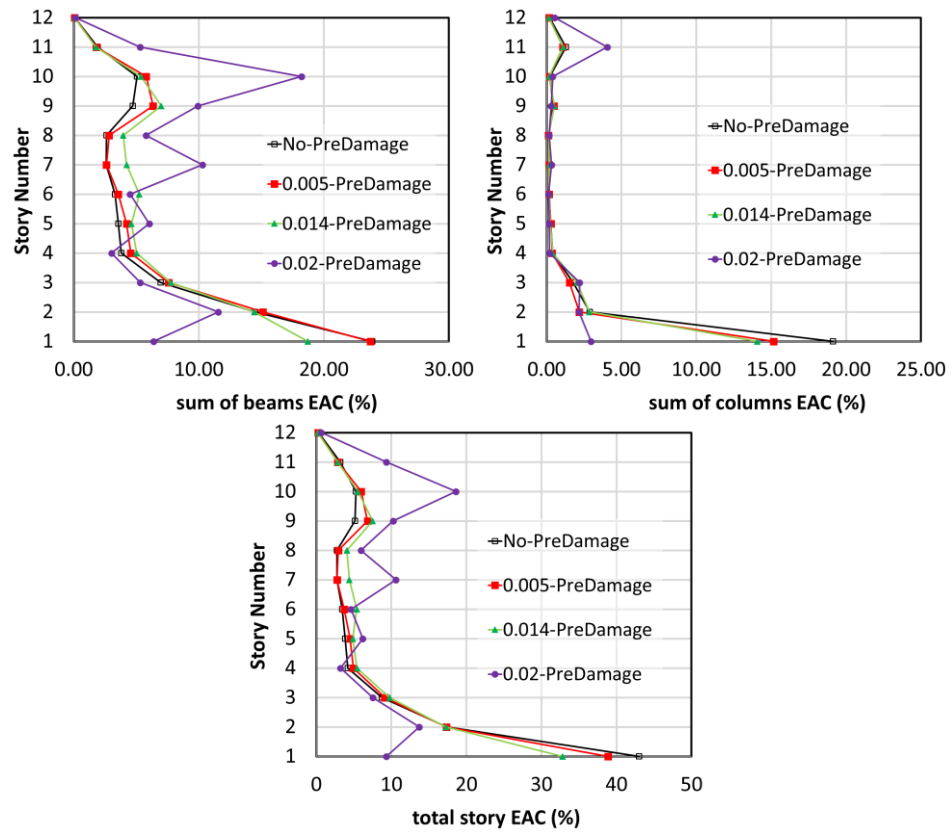 12
11
10
9
8
7
6
5
4
3
2
1
Story Number
No-PreDamage
0.005-PreDamage
0.014-PreDamage
0.02-PreDamage
0.00 10.00 20.00 30.00
sum of beams EAC (%)
12
11
10
9
8
7
6
5
4
3
2
1
Story Number
No-PreDamage
0.005-PreDamage
0.014-PreDamage
0.02-PreDamage
0.00 5.00 10.00 15.00 20.00 25.00
sum of columns EAC (%)
12
11
10
9
8
7
6
5
4
3
2
1
Story Number
No-PreDamage
0.005-PreDamage
0.014-PreDamage
0.02-PreDamage
0 10 20 30 40 50
total story EAC (%)